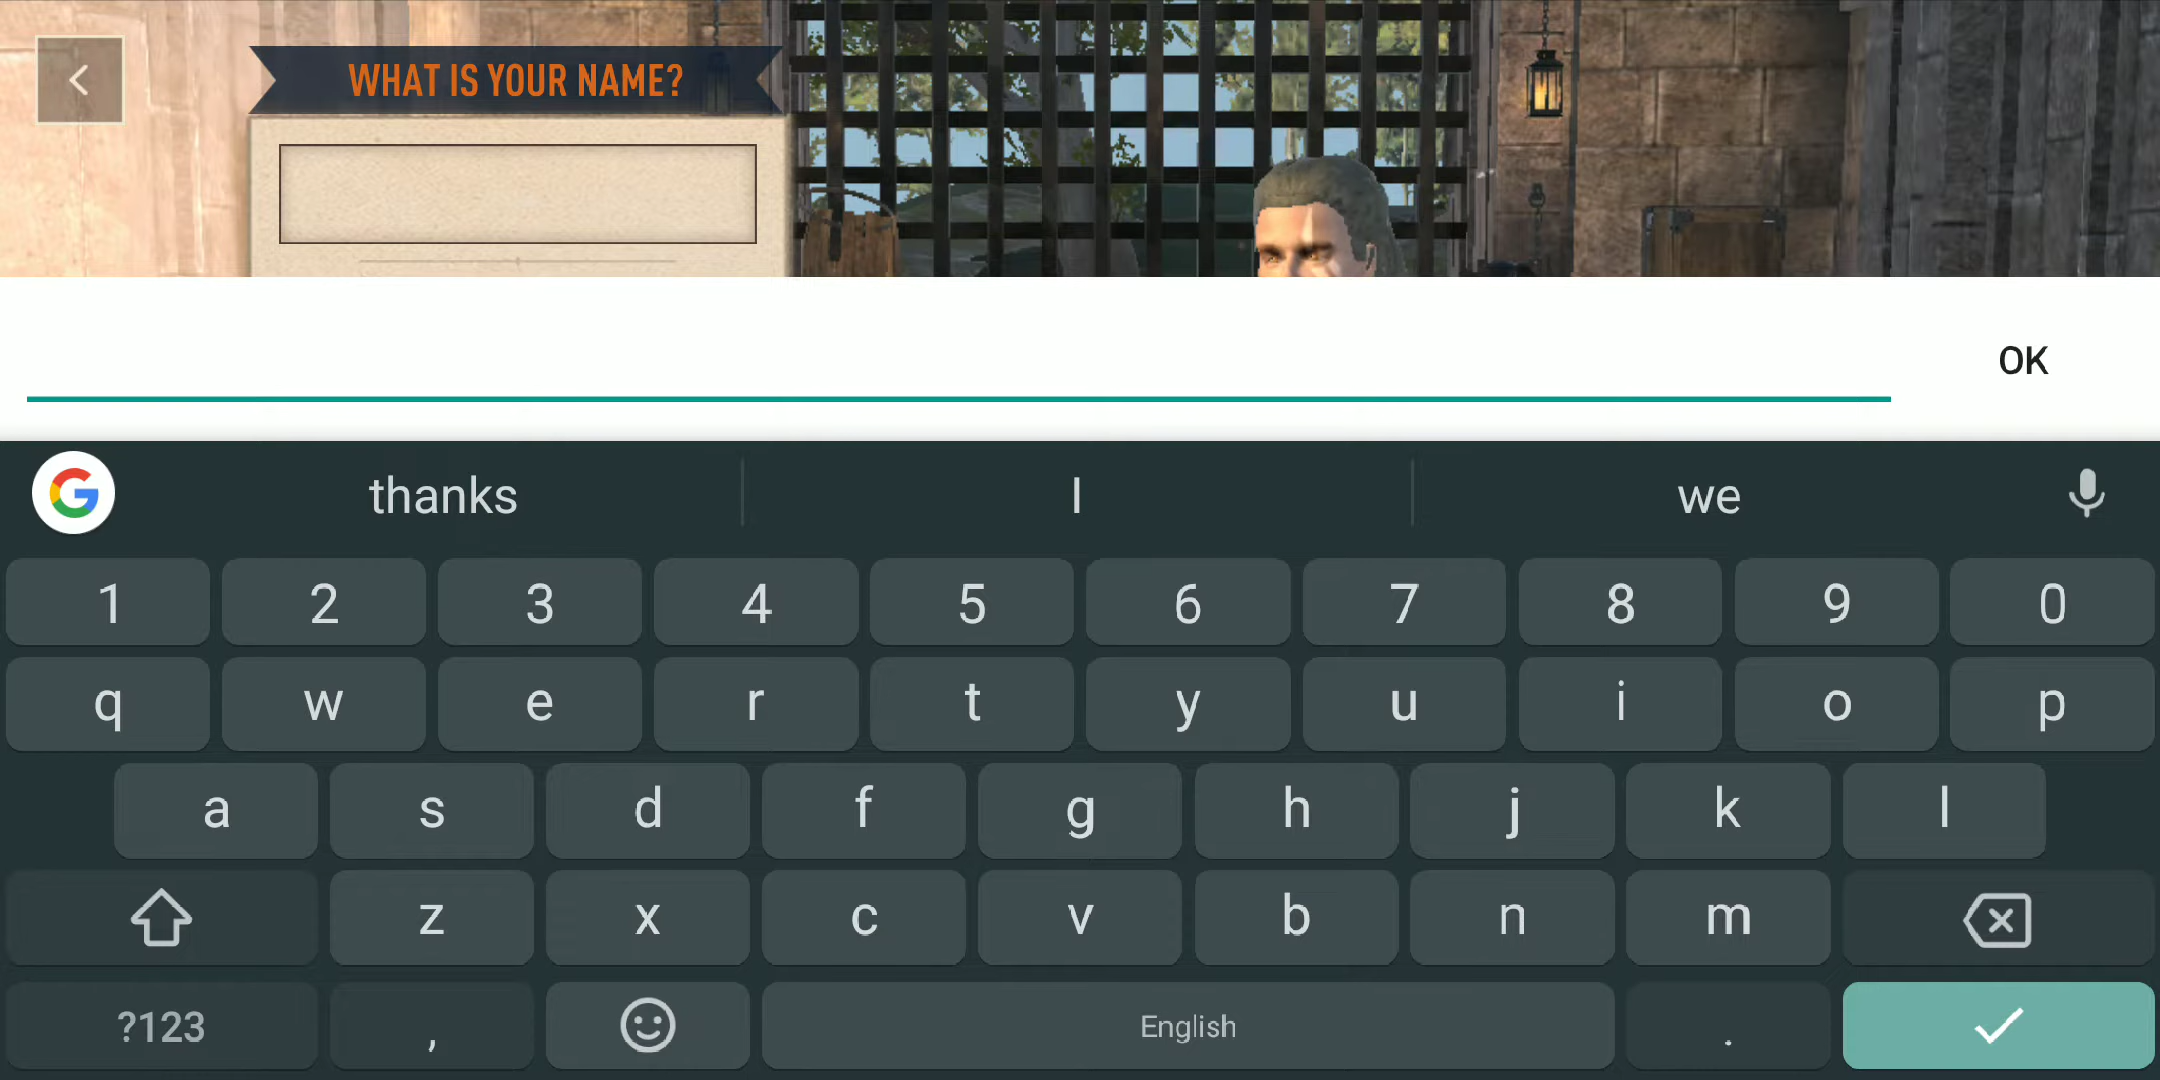 WHAT IS YOUR NAME?
OK
thanks I we
1 2 3 4 5 6 7 8 9 0
q w e r t y u i o p
a s d f g h j k l
z x c v b n m
?123 , English .